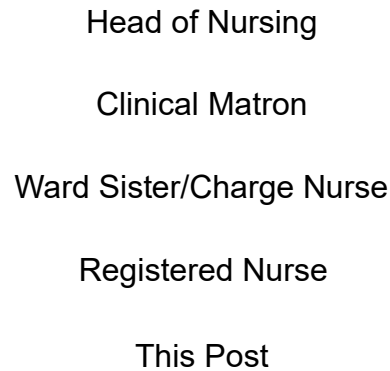 Head of Nursing
Clinical Matron
Ward Sister/Charge Nurse
Registered Nurse
This Post